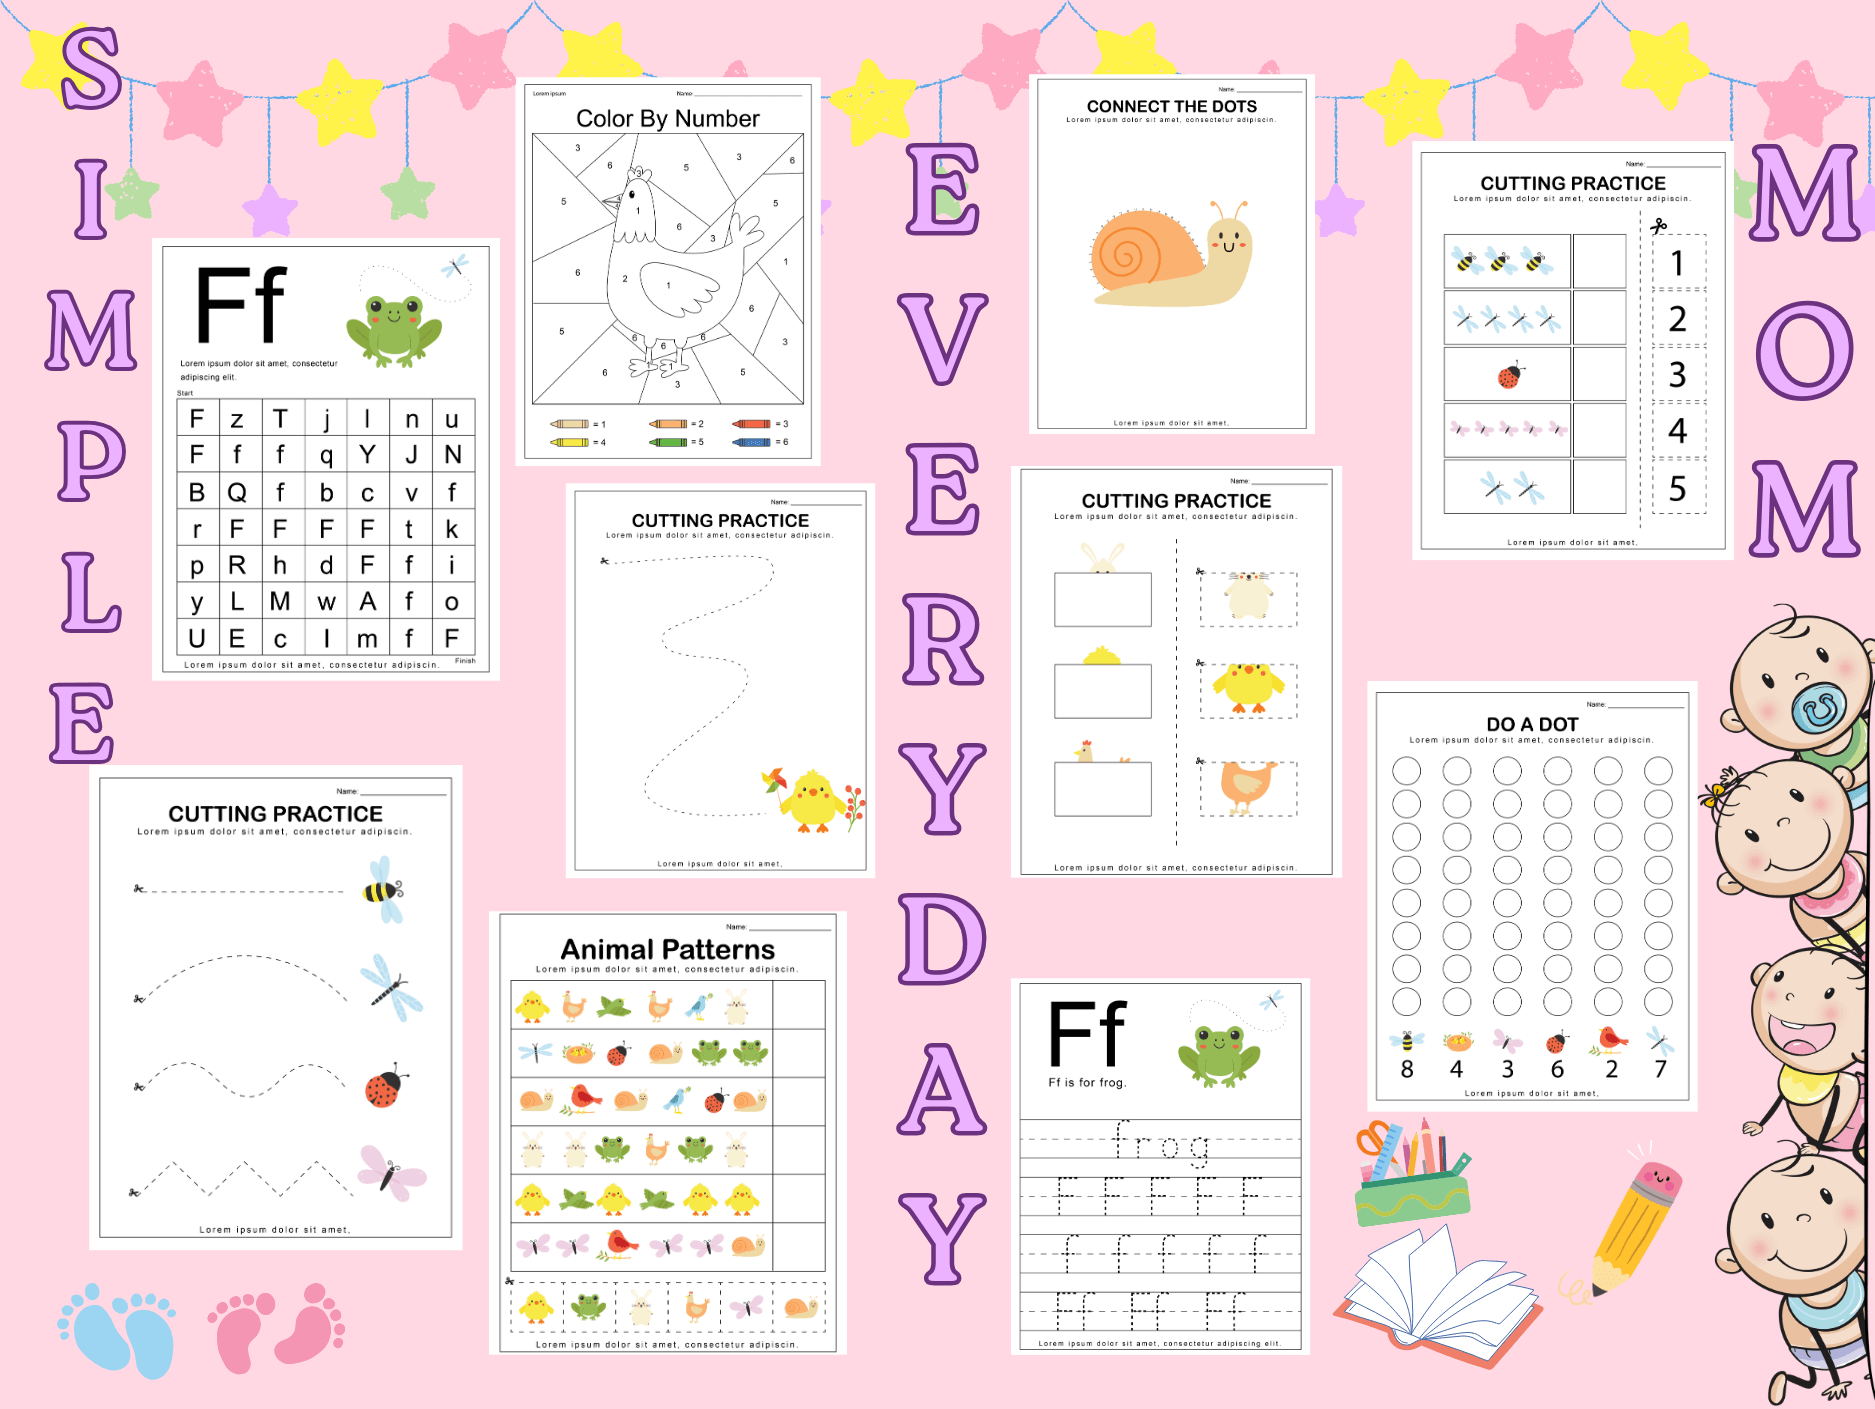 SIMPLE
EVERYDAY
MOM
Ff
Lorem ipsum dolor sit amet, consectetur
adipiscing elit.
Start
F z T j I n u
F f f q Y J N
B Q f b c v f
r F F F F t k
p R h d F f i
y L M w A f o
U E c I m f F
Finish
Lorem ipsum dolor sit amet, consectetur adipiscin.
Lorem ipsum
Name:
Color By Number
3
6
5
3
6
5
3
1
6
3
5
6
2
1
1
5
6
3
6
6
6
1
6
3
5
= 1
= 2
= 3
= 4
= 5
= 6
Name:
CONNECT THE DOTS
Lorem ipsum dolor sit amet, consectetur adipiscin.
Lorem ipsum dolor sit amet,
Name:
CUTTING PRACTICE
Lorem ipsum dolor sit amet, consectetur adipiscin.
1
2
3
4
5
Lorem ipsum dolor sit amet,
Name:
CUTTING PRACTICE
Lorem ipsum dolor sit amet, consectetur adipiscin.
Lorem ipsum dolor sit amet,
Name:
CUTTING PRACTICE
Lorem ipsum dolor sit amet, consectetur adipiscin.
Lorem ipsum dolor sit amet, consectetur adipiscin.
Name:
DO A DOT
Lorem ipsum dolor sit amet, consectetur adipiscin.
8 4 3 6 2 7
Lorem ipsum dolor sit amet,
Name:
CUTTING PRACTICE
Lorem ipsum dolor sit amet, consectetur adipiscin.
Lorem ipsum dolor sit amet,
Name:
Animal Patterns
Lorem ipsum dolor sit amet, consectetur adipiscin.
Lorem ipsum dolor sit amet, consectetur adipiscin.
Ff
Ff is for frog.
frog
F F F F F
f f f f f
Ff Ff Ff
Lorem ipsum dolor sit amet, consectetur adipiscing elit.